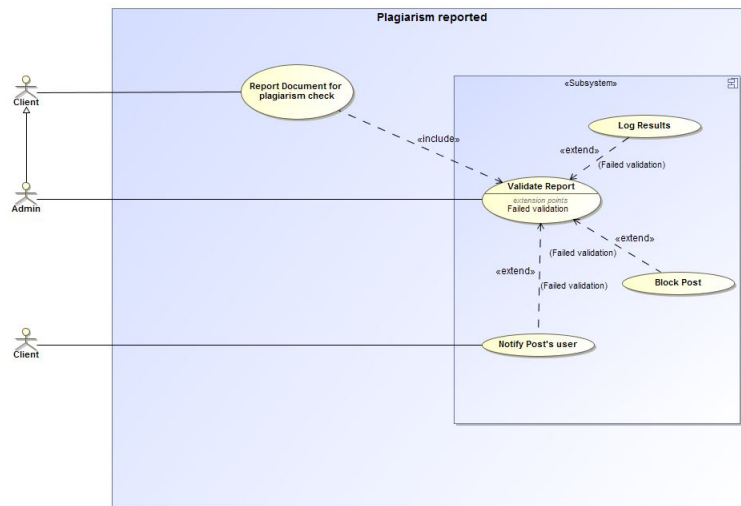 Plagiarism reported
«Subsystem»
Report Document for
plagiarism check
Client
Log Results
«include»
«extend»
(Failed validation)
Validate Report
extension points
Failed validation
Admin
«extend»
(Failed validation)
«extend»
(Failed validation)
Block Post
Notify Post's user
Client